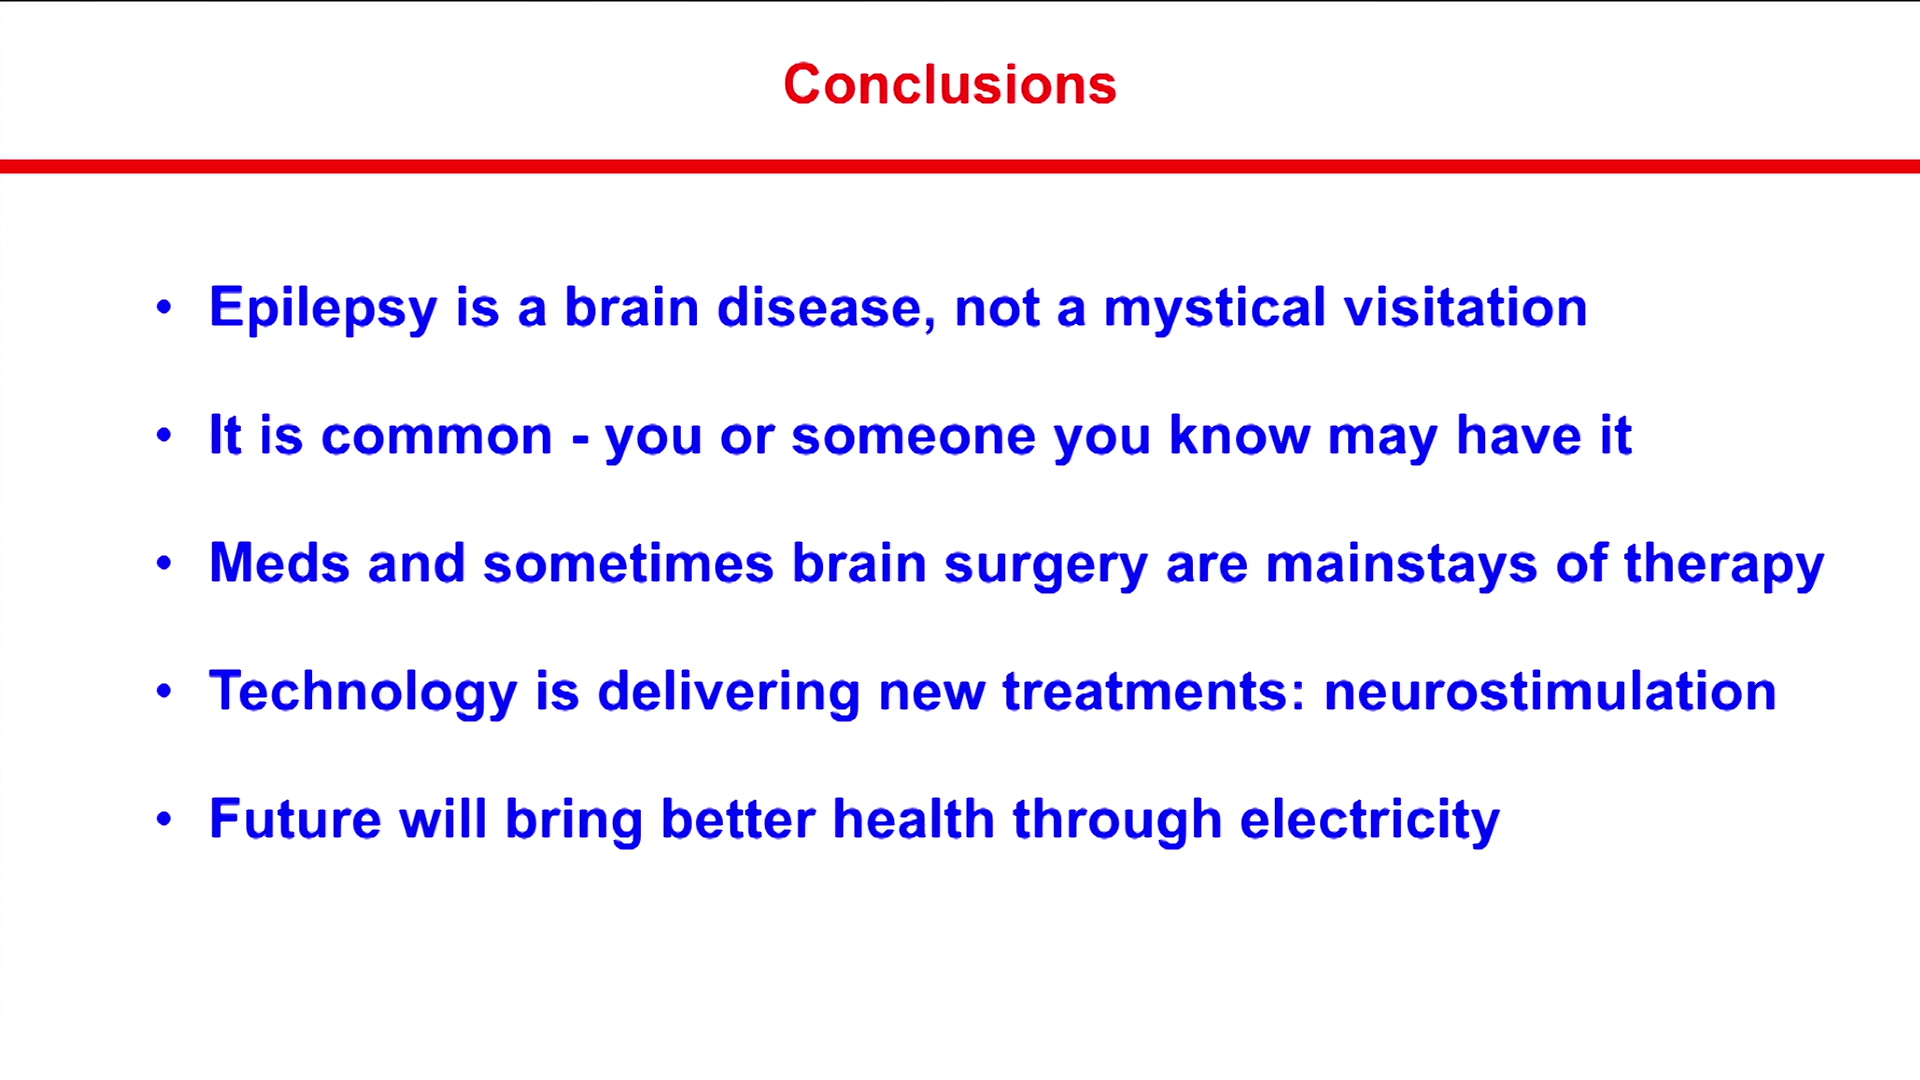 Conclusions
• Epilepsy is a brain disease, not a mystical visitation
• It is common - you or someone you know may have it
• Meds and sometimes brain surgery are mainstays of therapy
• Technology is delivering new treatments: neurostimulation
• Future will bring better health through electricity